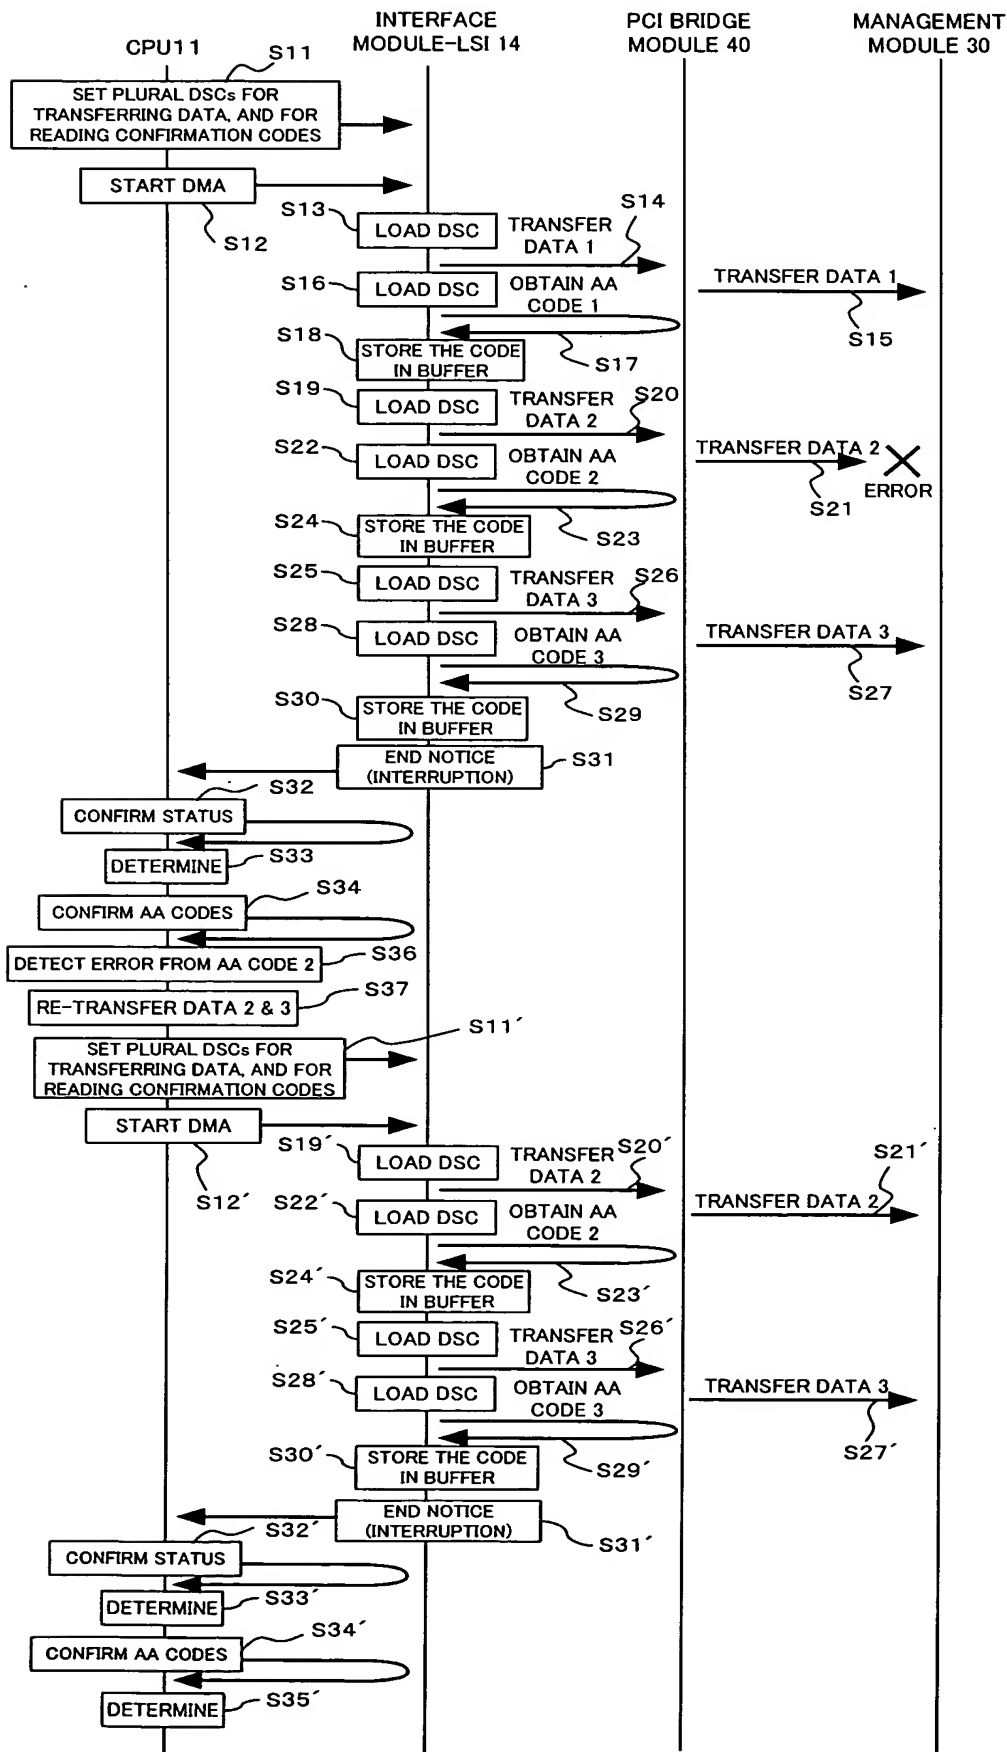 CPU11
INTERFACE
MODULE-LSI 14
PCI BRIDGE
MODULE 40
MANAGEMENT
MODULE 30
S11
SET PLURAL DSCs FOR
TRANSFERRING DATA, AND FOR
READING CONFIRMATION CODES
START DMA
S12
S13
LOAD DSC
TRANSFER
DATA 1
S14
S16
LOAD DSC
OBTAIN AA
CODE 1
TRANSFER DATA 1
S15
S17
S18
STORE THE CODE
IN BUFFER
S19
LOAD DSC
TRANSFER
DATA 2
S20
S22
LOAD DSC
OBTAIN AA
CODE 2
TRANSFER DATA 2
ERROR
S21
S23
S24
STORE THE CODE
IN BUFFER
S25
LOAD DSC
TRANSFER
DATA 3
S26
S28
LOAD DSC
OBTAIN AA
CODE 3
TRANSFER DATA 3
S27
S29
S30
STORE THE CODE
IN BUFFER
END NOTICE
(INTERRUPTION)
S31
S32
CONFIRM STATUS
S33
DETERMINE
S34
CONFIRM AA CODES
S36
DETECT ERROR FROM AA CODE 2
S37
RE-TRANSFER DATA 2 & 3
S11´
SET PLURAL DSCs FOR
TRANSFERRING DATA, AND FOR
READING CONFIRMATION CODES
START DMA
S12´
S19´
LOAD DSC
TRANSFER
DATA 2
S20´
S21´
S22´
LOAD DSC
OBTAIN AA
CODE 2
TRANSFER DATA 2
S23´
S24´
STORE THE CODE
IN BUFFER
S25´
LOAD DSC
TRANSFER
DATA 3
S26´
S28´
LOAD DSC
OBTAIN AA
CODE 3
TRANSFER DATA 3
S27´
S29´
S30´
STORE THE CODE
IN BUFFER
END NOTICE
(INTERRUPTION)
S31´
S32´
CONFIRM STATUS
S33´
DETERMINE
S34´
CONFIRM AA CODES
S35´
DETERMINE